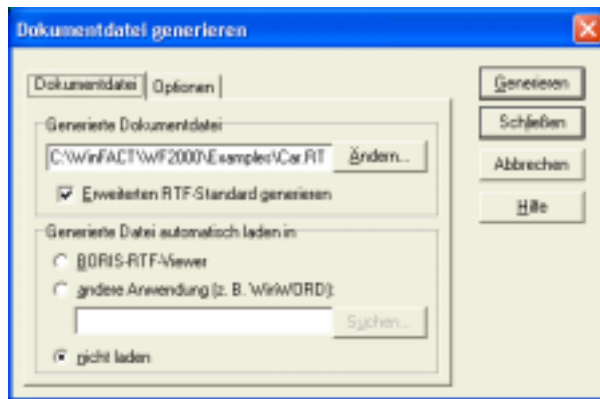 Dokumentdatei generieren
Dokumentdatei
Optionen
Generieren
Schließen
Abbrechen
Hilfe
Generierte Dokumentdatei
C:\WinFACT\WF2000\Examples\Car.RT
Ändern...
Erweiterten RTF-Standard generieren
Generierte Datei automatisch laden in
BORIS-RTF-Viewer
andere Anwendung (z. B. WinWORD):
Suchen...
nicht laden